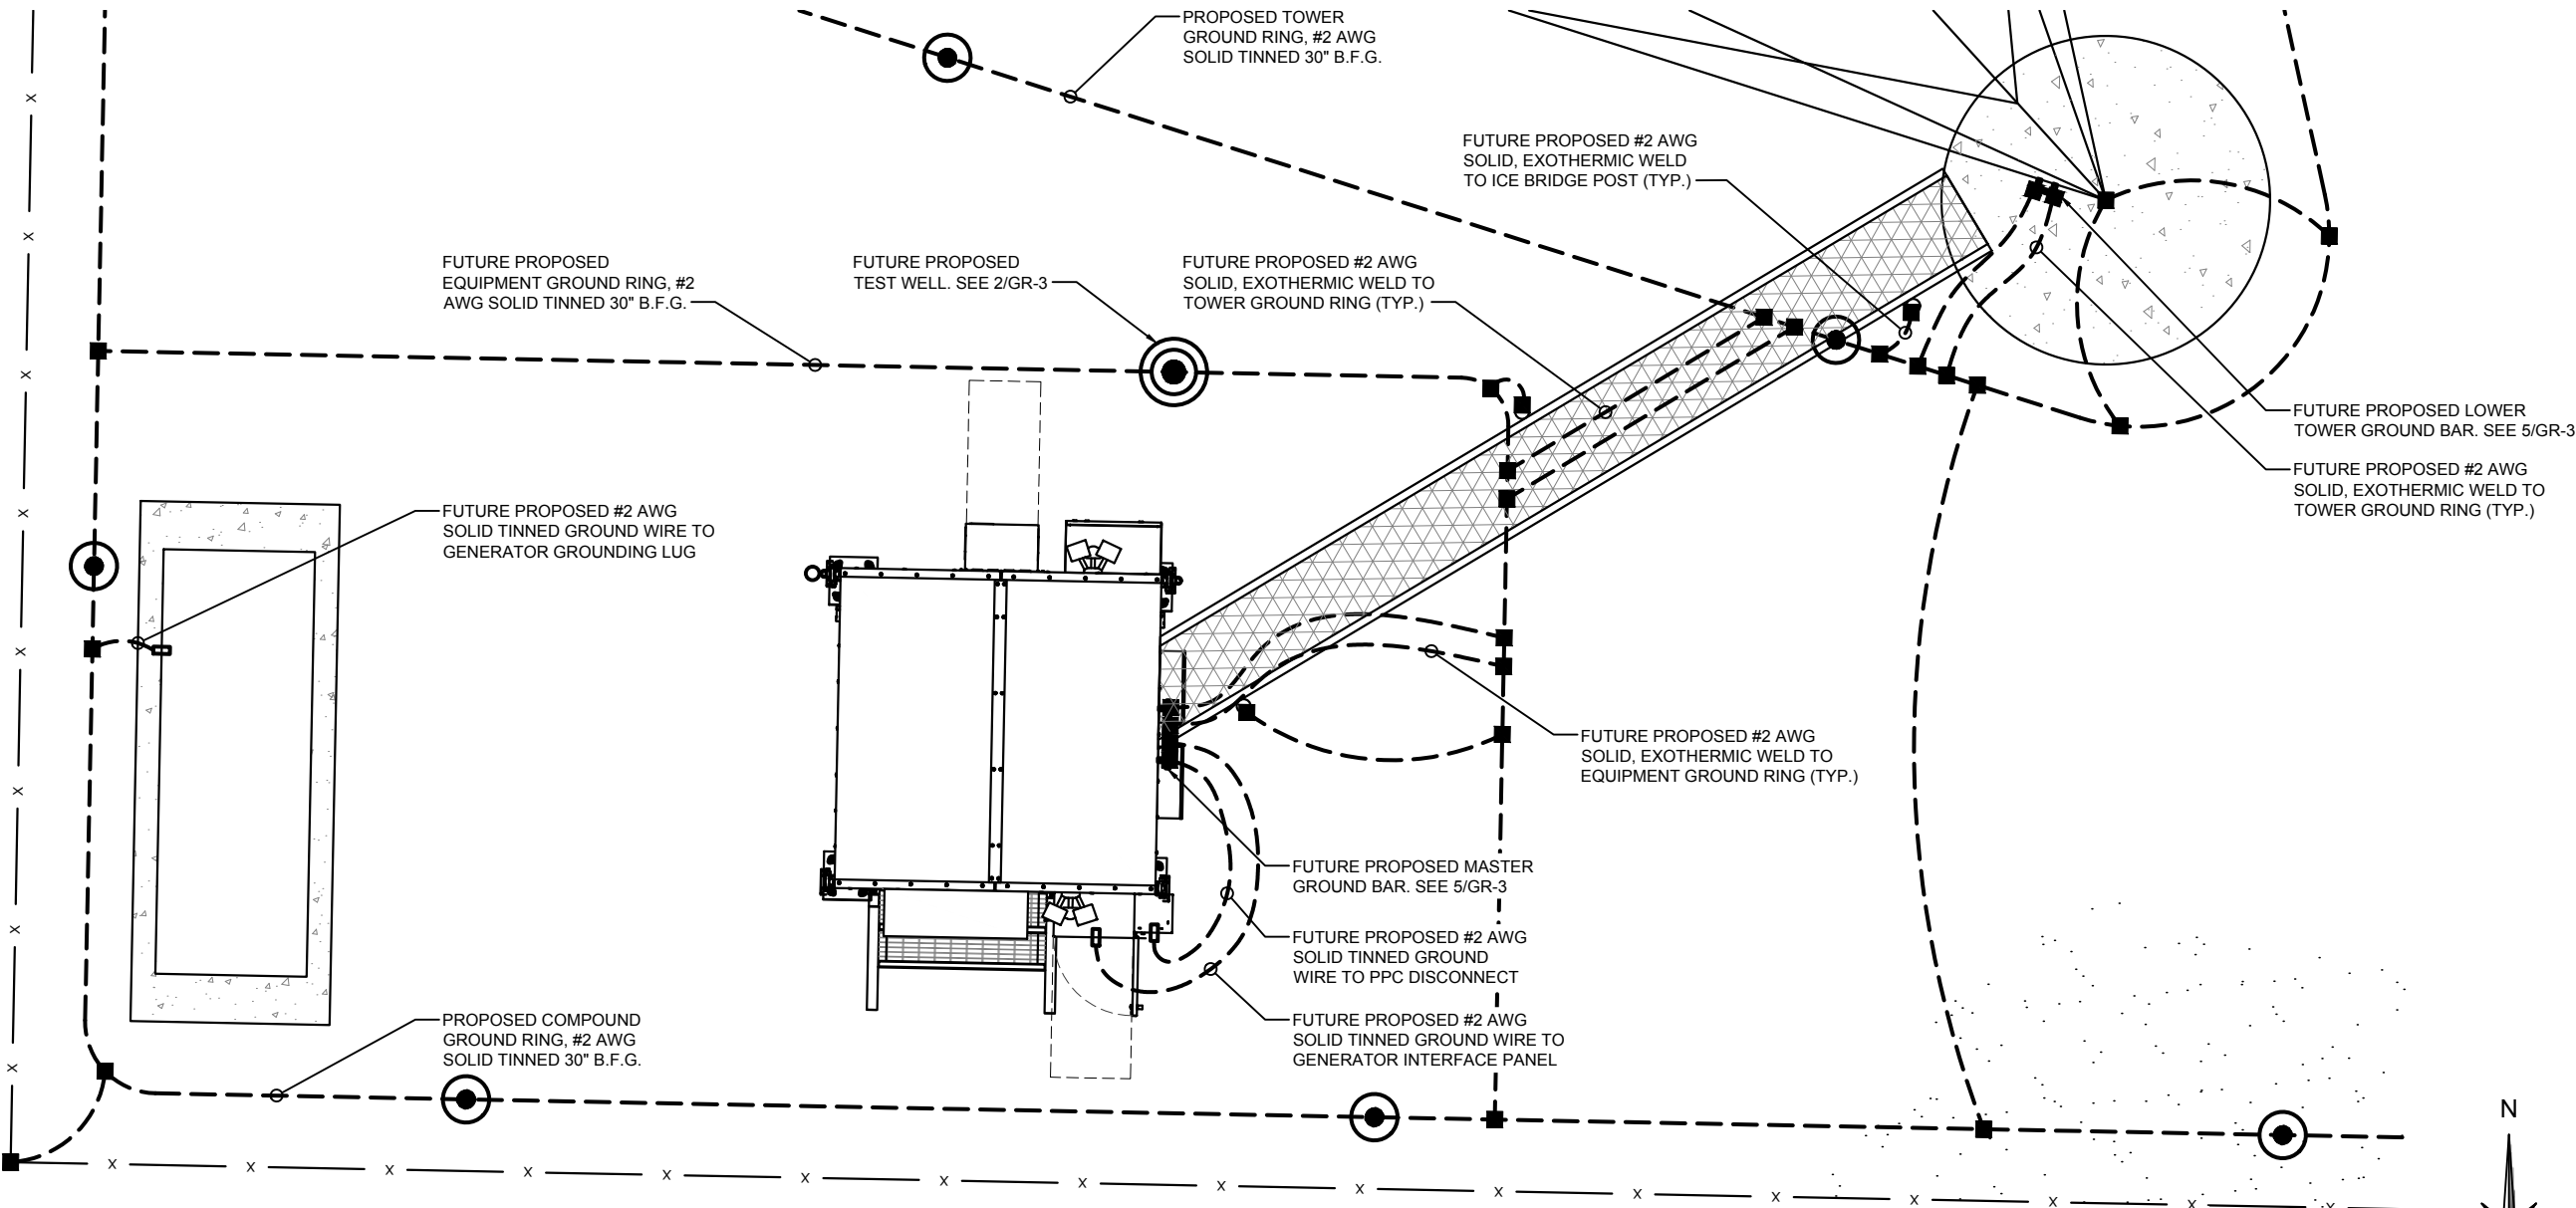 PROPOSED TOWER
GROUND RING, #2 AWG
SOLID TINNED 30" B.F.G.
FUTURE PROPOSED #2 AWG
SOLID, EXOTHERMIC WELD
TO ICE BRIDGE POST (TYP.)
FUTURE PROPOSED
EQUIPMENT GROUND RING, #2
AWG SOLID TINNED 30" B.F.G.
FUTURE PROPOSED
TEST WELL. SEE 2/GR-3
FUTURE PROPOSED #2 AWG
SOLID, EXOTHERMIC WELD TO
TOWER GROUND RING (TYP.)
FUTURE PROPOSED LOWER
TOWER GROUND BAR. SEE 5/GR-3
FUTURE PROPOSED #2 AWG
SOLID, EXOTHERMIC WELD TO
TOWER GROUND RING (TYP.)
FUTURE PROPOSED #2 AWG
SOLID TINNED GROUND WIRE TO
GENERATOR GROUNDING LUG
FUTURE PROPOSED #2 AWG
SOLID, EXOTHERMIC WELD TO
EQUIPMENT GROUND RING (TYP.)
FUTURE PROPOSED MASTER
GROUND BAR. SEE 5/GR-3
FUTURE PROPOSED #2 AWG
SOLID TINNED GROUND
WIRE TO PPC DISCONNECT
FUTURE PROPOSED #2 AWG
SOLID TINNED GROUND WIRE TO
GENERATOR INTERFACE PANEL
PROPOSED COMPOUND
GROUND RING, #2 AWG
SOLID TINNED 30" B.F.G.
N